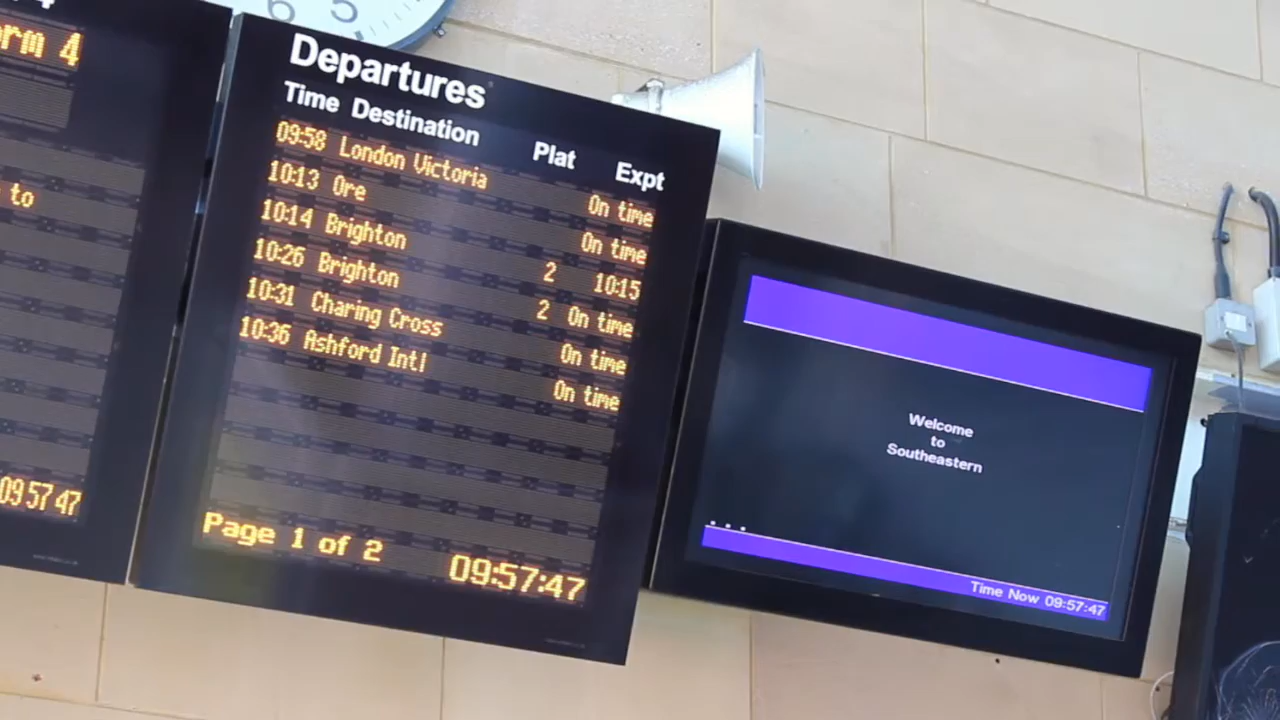 6 5
orm 4
to
09 57 47
Departures
Time Destination Plat Expt
09:58 London Victoria On time
10:13 Ore On time
10:14 Brighton 2 10:15
10:26 Brighton 2 On time
10:31 Charing Cross On time
10:36 Ashford Intl On time
Page 1 of 2 09:57:47
Welcome
to
Southeastern
...
Time Now 09:57:47